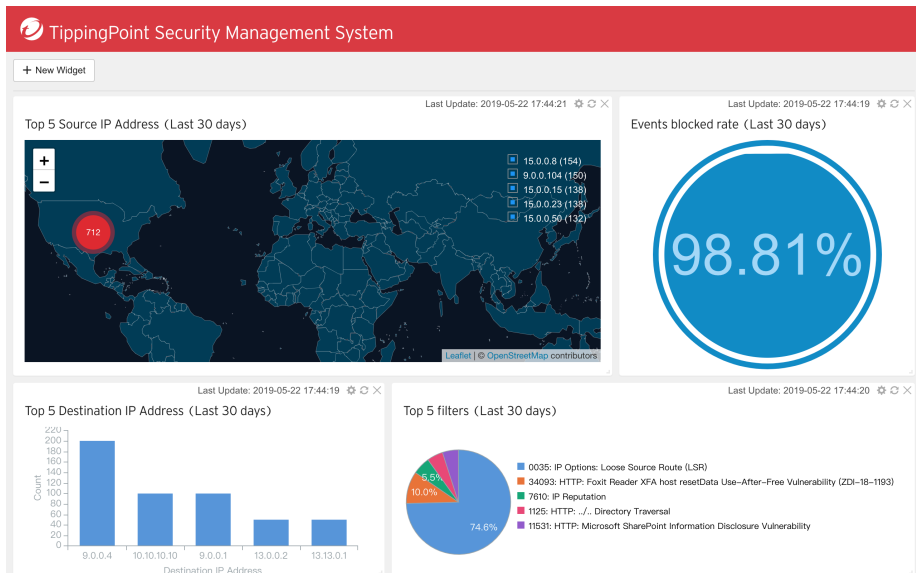 TippingPoint Security Management System
+ New Widget
Last Update: 2019-05-22 17:44:21
Top 5 Source IP Address (Last 30 days)
+
−
15.0.0.8 (154)
9.0.0.104 (150)
15.0.0.15 (138)
15.0.0.23 (138)
15.0.0.50 (132)
712
Leaflet | © OpenStreetMap contributors
Last Update: 2019-05-22 17:44:19
Events blocked rate (Last 30 days)
98.81%
Last Update: 2019-05-22 17:44:19
Top 5 Destination IP Address (Last 30 days)
Count
220
200
180
160
140
120
100
80
60
40
20
0
9.0.0.4
10.10.10.10
9.0.0.1
13.0.0.2
13.13.0.1
Destination IP Address
Last Update: 2019-05-22 17:44:20
Top 5 filters (Last 30 days)
5.5%
10.0%
74.6%
0035: IP Options: Loose Source Route (LSR)
34093: HTTP: Foxit Reader XFA host resetData Use-After-Free Vulnerability (ZDI-18-1193)
7610: IP Reputation
1125: HTTP: ../.. Directory Traversal
11531: HTTP: Microsoft SharePoint Information Disclosure Vulnerability